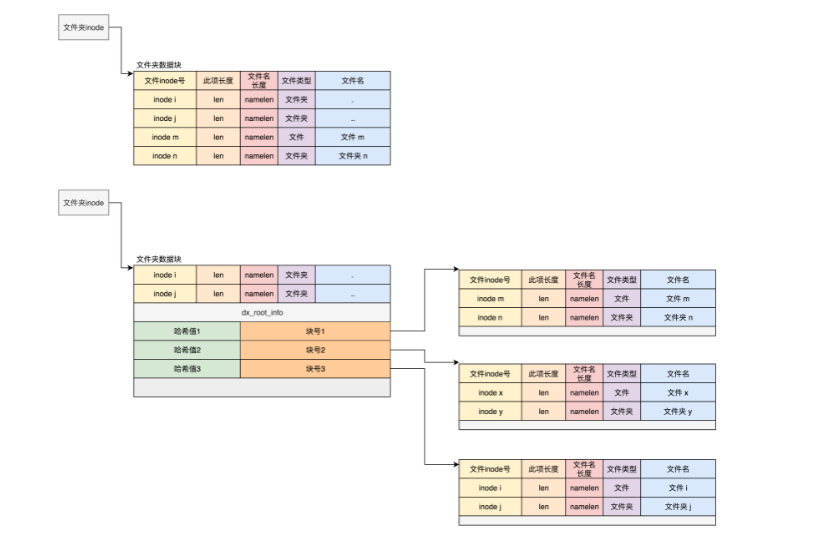 文件夹inode
文件夹数据块
文件inode号 此项长度 文件名长度 文件类型 文件名
inode i len namelen 文件夹 .
inode j len namelen 文件夹 ..
inode m len namelen 文件 文件 m
inode n len namelen 文件夹 文件夹 n
文件夹inode
文件夹数据块
inode i len namelen 文件夹 .
inode j len namelen 文件夹 ..
dx_root_info
哈希值1 块号1
哈希值2 块号2
哈希值3 块号3
文件inode号 此项长度 文件名长度 文件类型 文件名
inode m len namelen 文件 文件 m
inode n len namelen 文件夹 文件夹 n
文件inode号 此项长度 文件名长度 文件类型 文件名
inode x len namelen 文件 文件 x
inode y len namelen 文件夹 文件夹 y
文件inode号 此项长度 文件名长度 文件类型 文件名
inode i len namelen 文件 文件 i
inode j len namelen 文件夹 文件夹 j